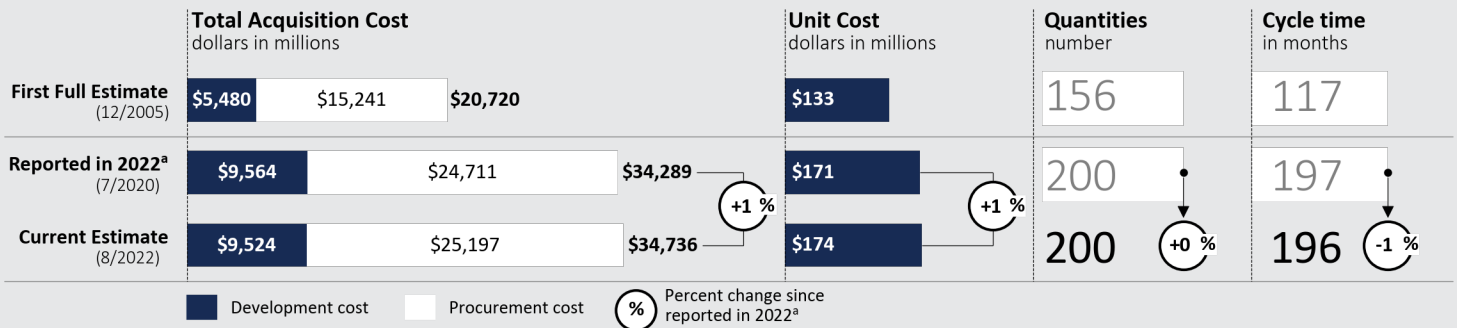 Total Acquisition Cost
dollars in millions
Unit Cost
dollars in millions
Quantities
number
Cycle time
in months
First Full Estimate
(12/2005)
$5,480 $15,241 $20,720
$133
156
117
Reported in 2022ª
(7/2020)
$9,564 $24,711 $34,289
$171
200
197
+1 %
+1 %
Current Estimate
(8/2022)
$9,524 $25,197 $34,736
$174
200
+0 %
196
-1 %
Development cost
Procurement cost
%
Percent change since
reported in 2022ª